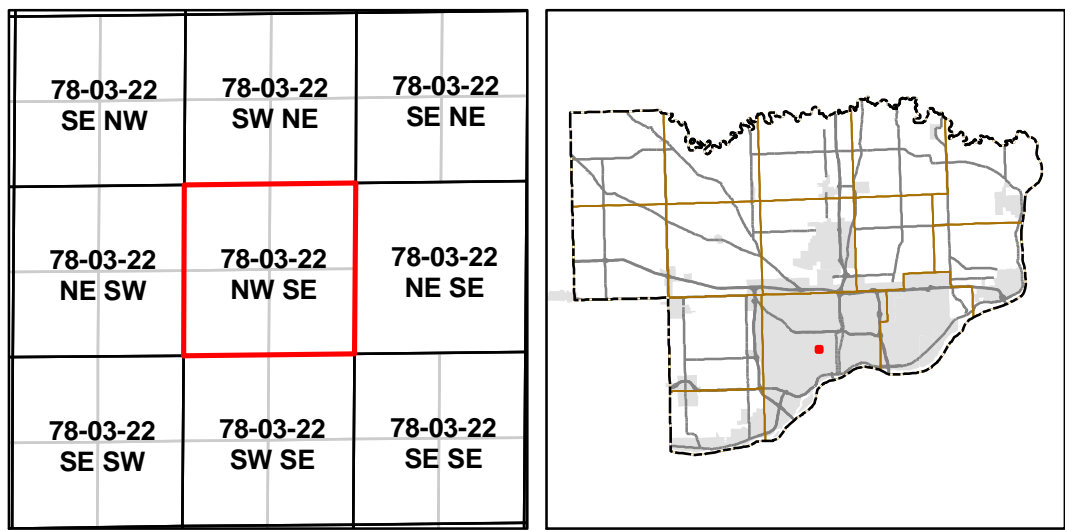 78-03-22
SE NW
78-03-22
SW NE
78-03-22
SE NE
78-03-22
NE SW
78-03-22
NW SE
78-03-22
NE SE
78-03-22
SE SW
78-03-22
SW SE
78-03-22
SE SE